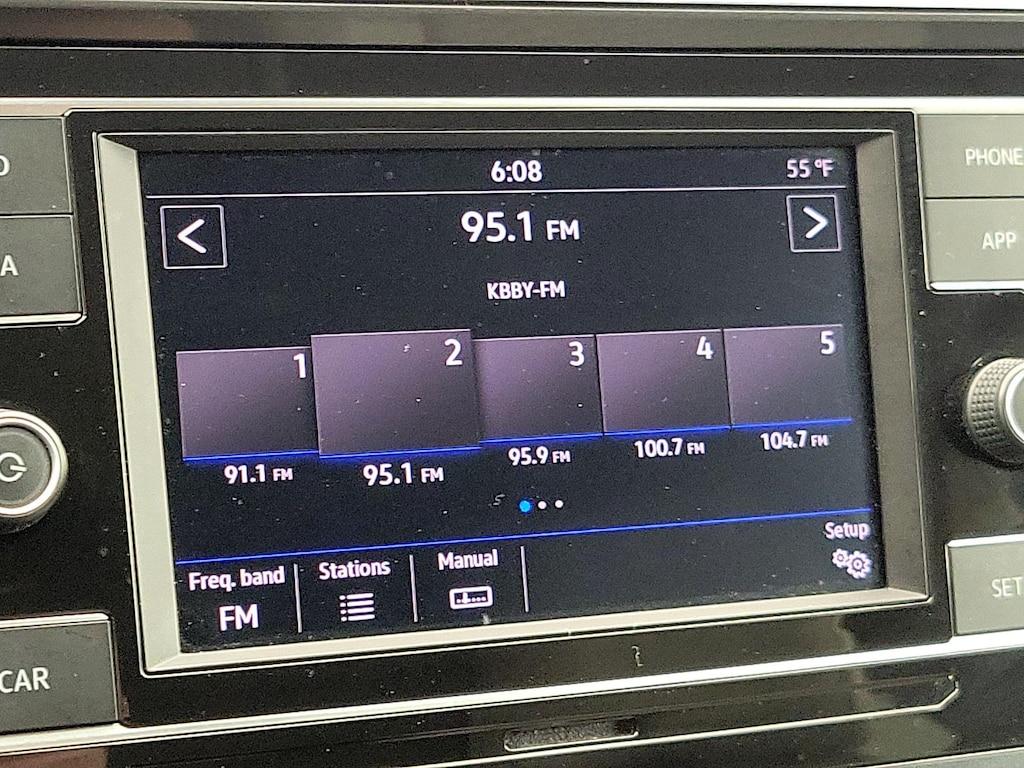 6:08
55 °F
<
95.1 FM
>
KBBY-FM
1
2
3
4
5
91.1 FM
95.1 FM
95.9 FM
100.7 FM
104.7 FM
Freq. band
FM
Stations
Manual
Setup
A
CAR
PHONE
APP
SET